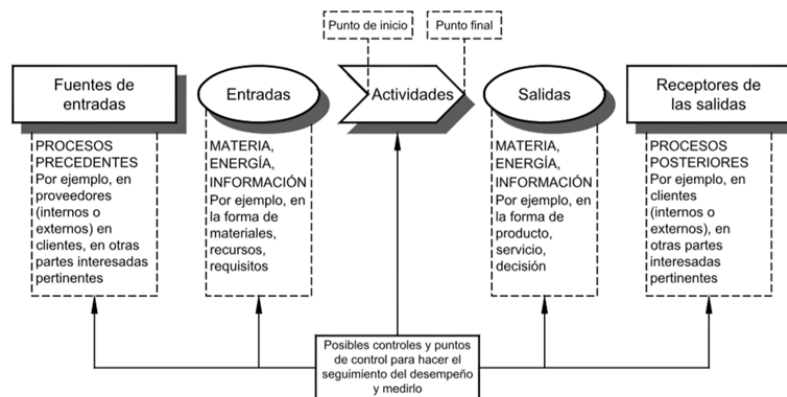 Punto de inicio
Punto final
Fuentes de
entradas
Entradas
Actividades
Salidas
Receptores de
las salidas
PROCESOS
PRECEDENTES
Por ejemplo, en
proveedores
(internos o
externos) en
clientes, en otras
partes interesadas
pertinentes
MATERIA,
ENERGÍA,
INFORMACIÓN
Por ejemplo, en
la forma de
materiales,
recursos,
requisitos
MATERIA,
ENERGÍA,
INFORMACIÓN
Por ejemplo, en
la forma de
producto,
servicio,
decisión
PROCESOS
POSTERIORES
Por ejemplo, en
clientes
(internos o
externos), en
otras partes
interesadas
pertinentes
Posibles controles y puntos
de control para hacer el
seguimiento del desempeño
y medirlo